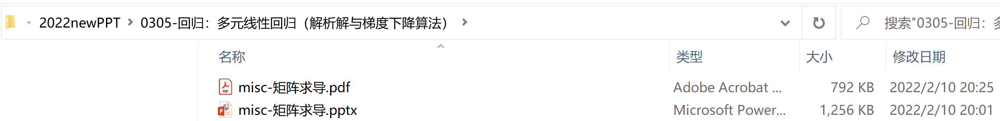 « 2022newPPT > 0305-回归：多元线性回归（解析解与梯度下降算法） > 搜索"0305-回归：
名称 类型 大小 修改日期
misc-矩阵求导.pdf Adobe Acrobat ... 792 KB 2022/2/10 20:25
misc-矩阵求导.pptx Microsoft Power... 1,256 KB 2022/2/10 20:01